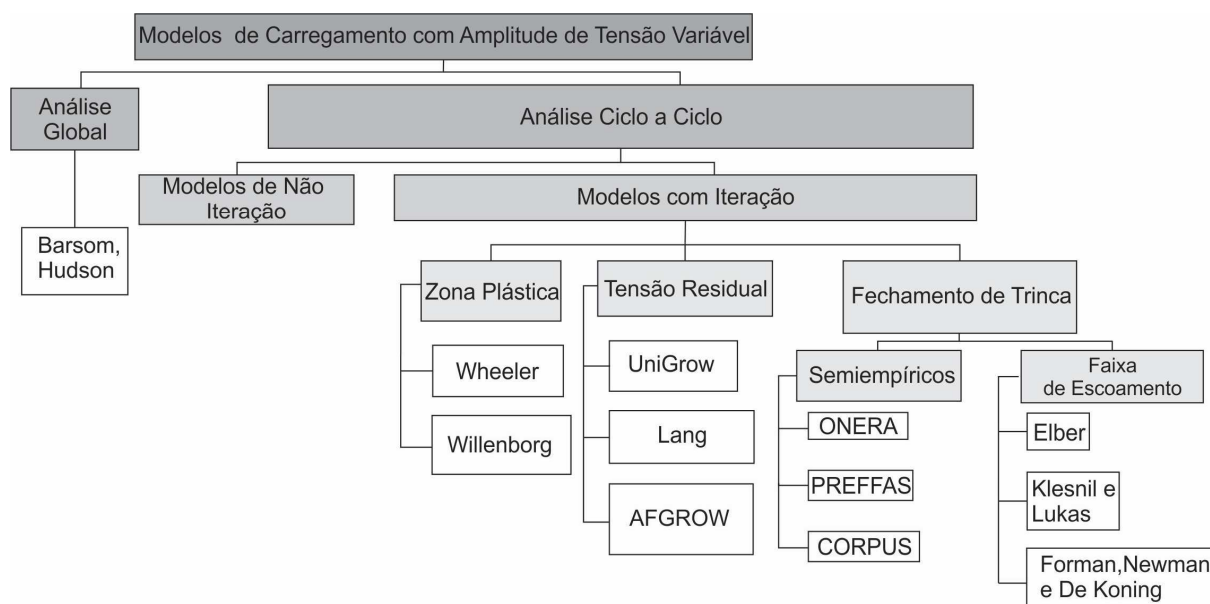 Modelos de Carregamento com Amplitude de Tensão Variável
Análise
Global
Análise Ciclo a Ciclo
Modelos de Não
Iteração
Modelos com Iteração
Barsom,
Hudson
Zona Plástica
Tensão Residual
Fechamento de Trinca
Wheeler
Willenborg
UniGrow
Lang
AFGROW
Semiempíricos
ONERA
PREFFAS
CORPUS
Faixa
de Escoamento
Elber
Klesnil e
Lukas
Forman,Newman
e De Koning